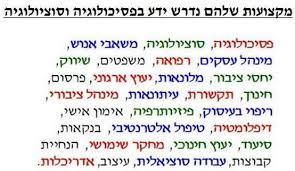 מקצועות שלהם נדרש ידע בפסיכולוגיה וסוציולוגיה
פסיכולוגיה, סוציולוגיה, משאבי אנוש,
מינהל עסקים, רפואה, משפטים, שיווק,
יחסי ציבור, מלונאות, יעוץ ארגוני, פרסום,
חינוך, תקשורת, עיתונאות, מינהל ציבורי,
ריפוי בעיסוק, פיזיותרפיה, אימון אישי,
דיפלומטיה, טיפול אלטרנטיבי, בנקאות,
סיעוד, יעוץ חינוכי, מחקר שימושי, הנחיית
קבוצות, עבודה סוציאלית, עיצוב, אדריכלות.